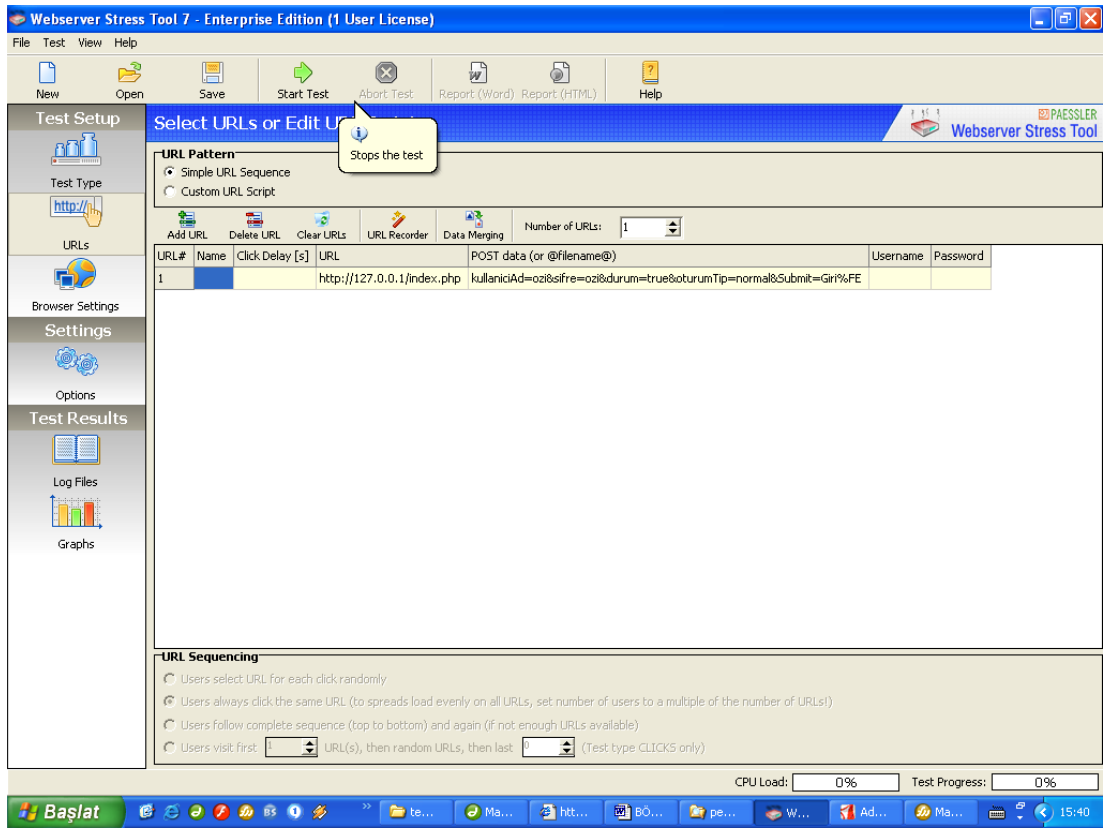 Webserver Stress Tool 7 - Enterprise Edition (1 User License)
File Test View Help
New Open Save Start Test Abort Test Report (Word) Report (HTML) Help
Test Setup
Select URLs or Edit U
PAESSLER
Webserver Stress Tool
Stops the test
URL Pattern
Simple URL Sequence
Custom URL Script
Test Type
http://
URLs
Browser Settings
Settings
Options
Test Results
Log Files
Graphs
Add URL Delete URL Clear URLs URL Recorder Data Merging Number of URLs: 1
URL# Name Click Delay [s] URL POST data (or @filename@) Username Password
1 http://127.0.0.1/index.php kullaniciAd=ozi&sifre=ozi&durum=true&oturumTip=normal&Submit=Giri%FE
URL Sequencing
Users select URL for each click randomly
Users always click the same URL (to spreads load evenly on all URLs, set number of users to a multiple of the number of URLs!)
Users follow complete sequence (top to bottom) and again (if not enough URLs available)
Users visit first 1 URL(s), then random URLs, then last 0 (Test type CLICKS only)
CPU Load: 0% Test Progress: 0%
Başlat BS te... Ma... htt... BÖ... pe... W... Ad... Ma... 15:40